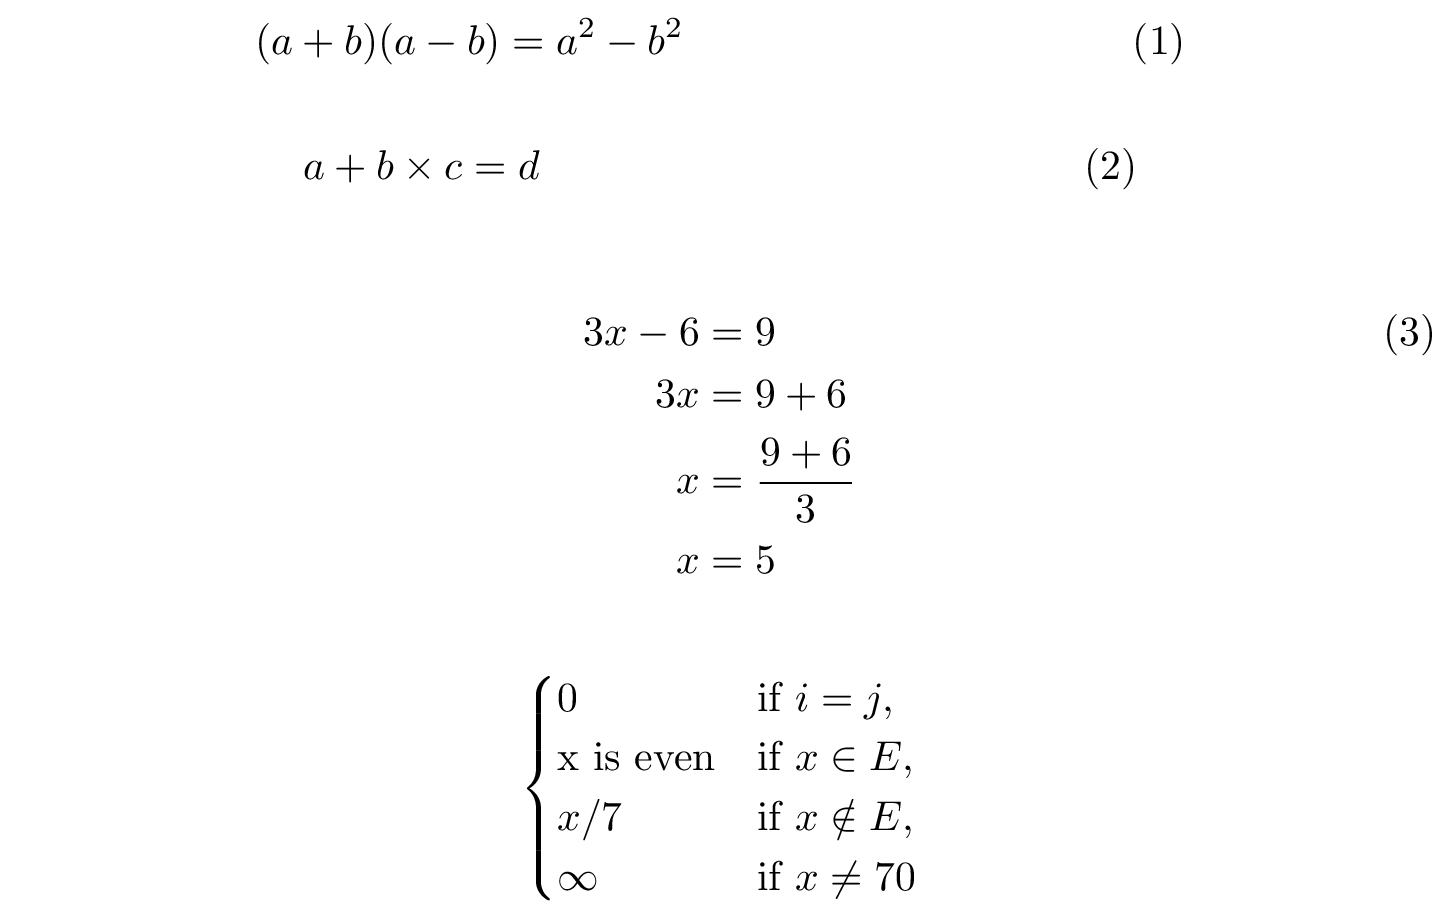 (a + b)(a − b) = a² − b² (1)
a + b × c = d (2)
3x − 6 = 9 (3)
3x = 9 + 6
x = \frac{9 + 6}{3}
x = 5
0 if i = j,
x is even if x ∈ E,
x/7 if x ∉ E,
∞ if x ≠ 70